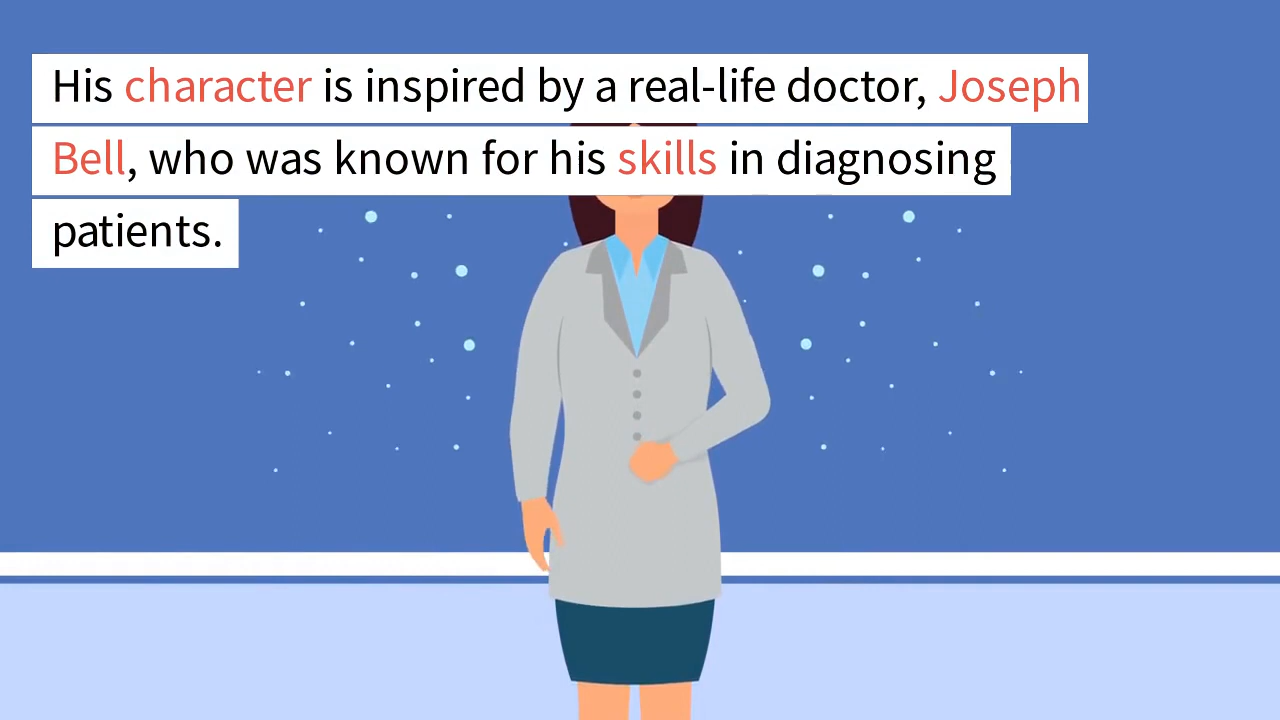 His character is inspired by a real-life doctor, Joseph
Bell, who was known for his skills in diagnosing
patients.